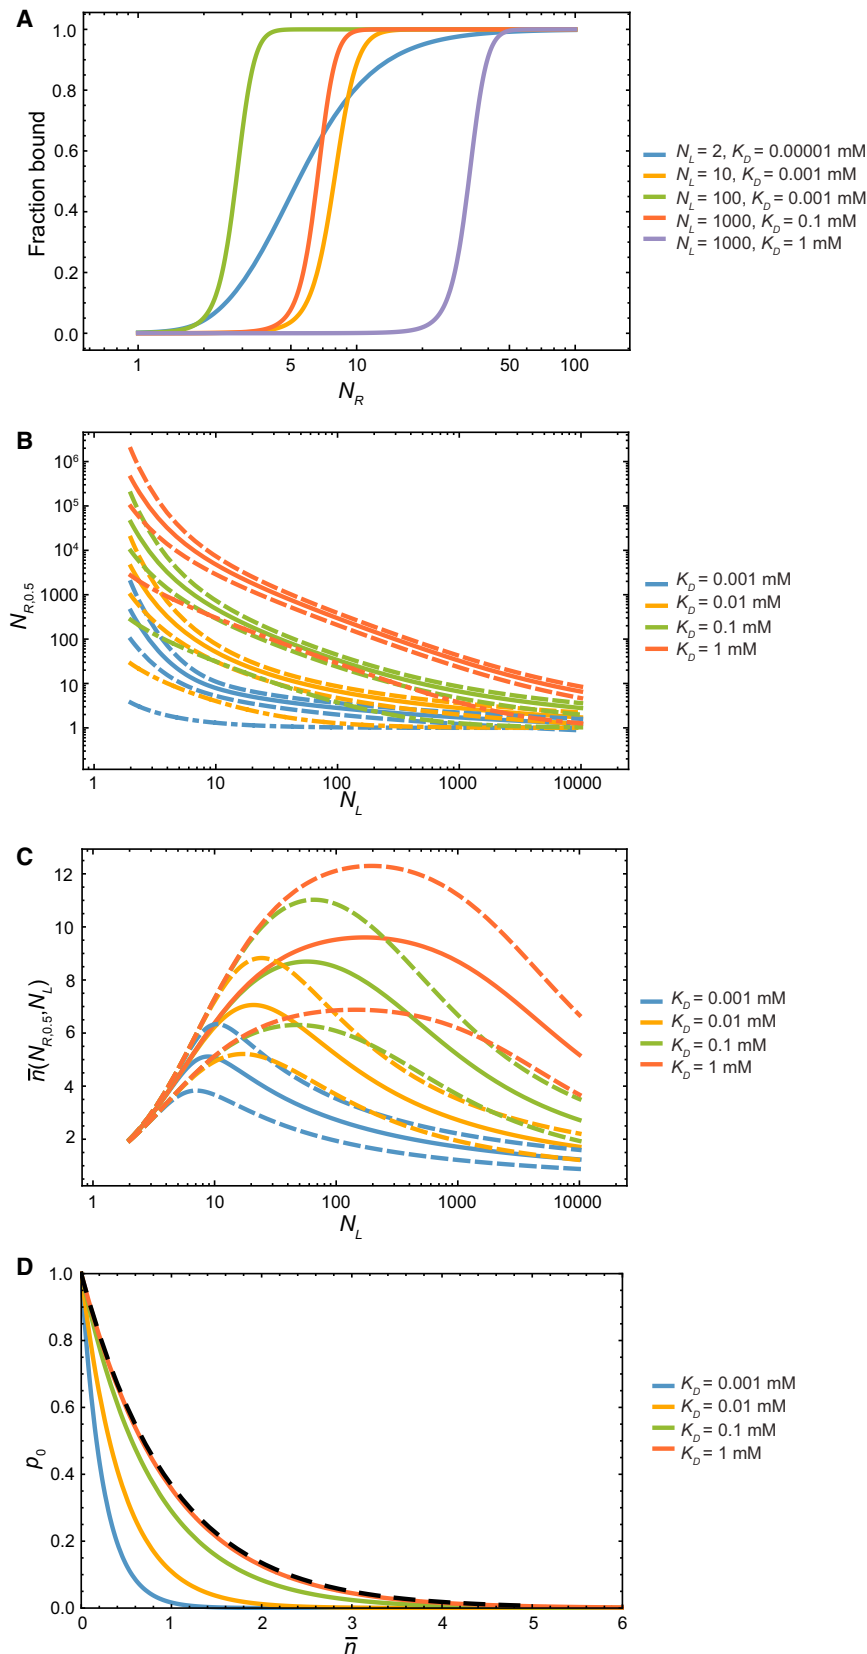 A
Fraction bound
1.0
0.8
0.6
0.4
0.2
0.0
1
5
10
50
100
N_R
N_L = 2, K_D = 0.00001 mM
N_L = 10, K_D = 0.001 mM
N_L = 100, K_D = 0.001 mM
N_L = 1000, K_D = 0.1 mM
N_L = 1000, K_D = 1 mM
B
N_R,0.5
10^6
10^5
10^4
1000
100
10
1
1
10
100
1000
10000
N_L
K_D = 0.001 mM
K_D = 0.01 mM
K_D = 0.1 mM
K_D = 1 mM
C
n̅(N_R,0.5, N_L)
12
10
8
6
4
2
1
10
100
1000
10000
N_L
K_D = 0.001 mM
K_D = 0.01 mM
K_D = 0.1 mM
K_D = 1 mM
D
p_0
1.0
0.8
0.6
0.4
0.2
0.0
0
1
2
3
4
5
6
n̅
K_D = 0.001 mM
K_D = 0.01 mM
K_D = 0.1 mM
K_D = 1 mM